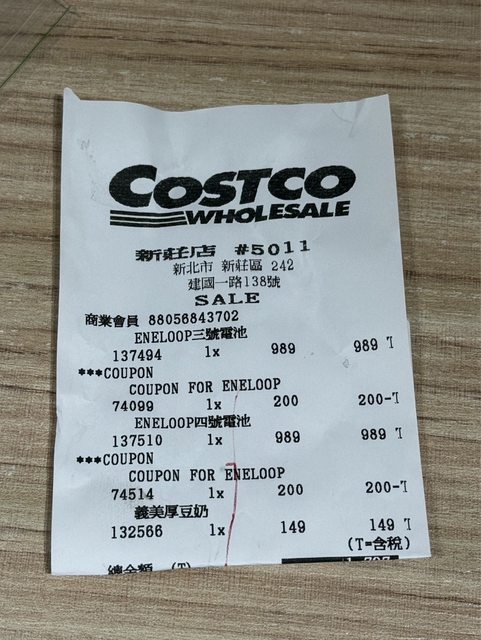 COSTCO
WHOLESALE
新莊店 #5011
新北市 新莊區 242
建國一路138號
SALE
商業會員 88056843702
ENELOOP三號電池
137494 1x 989 989 T
***COUPON
COUPON FOR ENELOOP
74099 1x 200 200-T
ENELOOP四號電池
137510 1x 989 989 T
***COUPON
COUPON FOR ENELOOP
74514 1x 200 200-T
義美厚豆奶
132566 1x 149 149 T
(T=含稅)
總金額 (T)